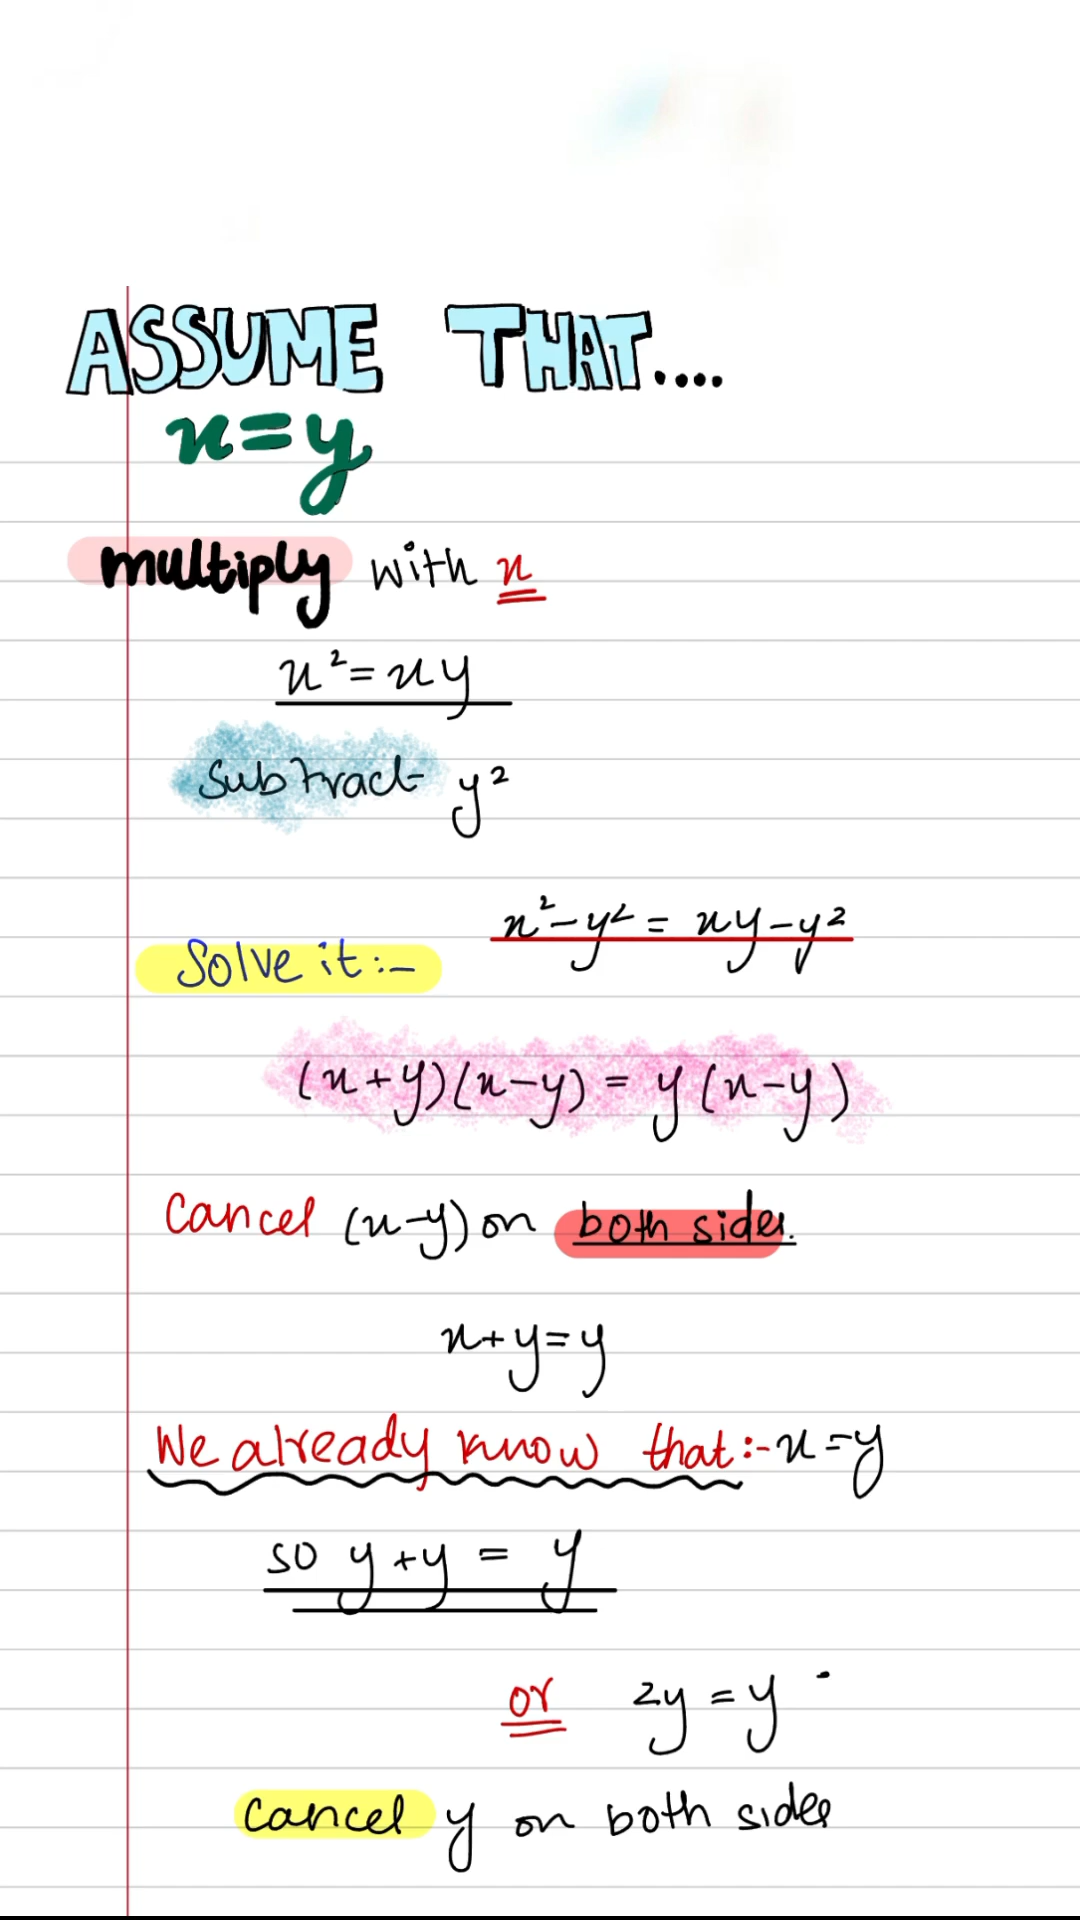 ASSUME THAT....
x=y
multiply with x
x²=xy
Subtract y²
x²-y² = xy-y²
Solve it:-
(x+y)(x-y) = y(x-y)
Cancel (x-y) on both sides.
x+y=y
We already know that:- x=y
so y+y = y
or 2y = y
cancel y on both sides